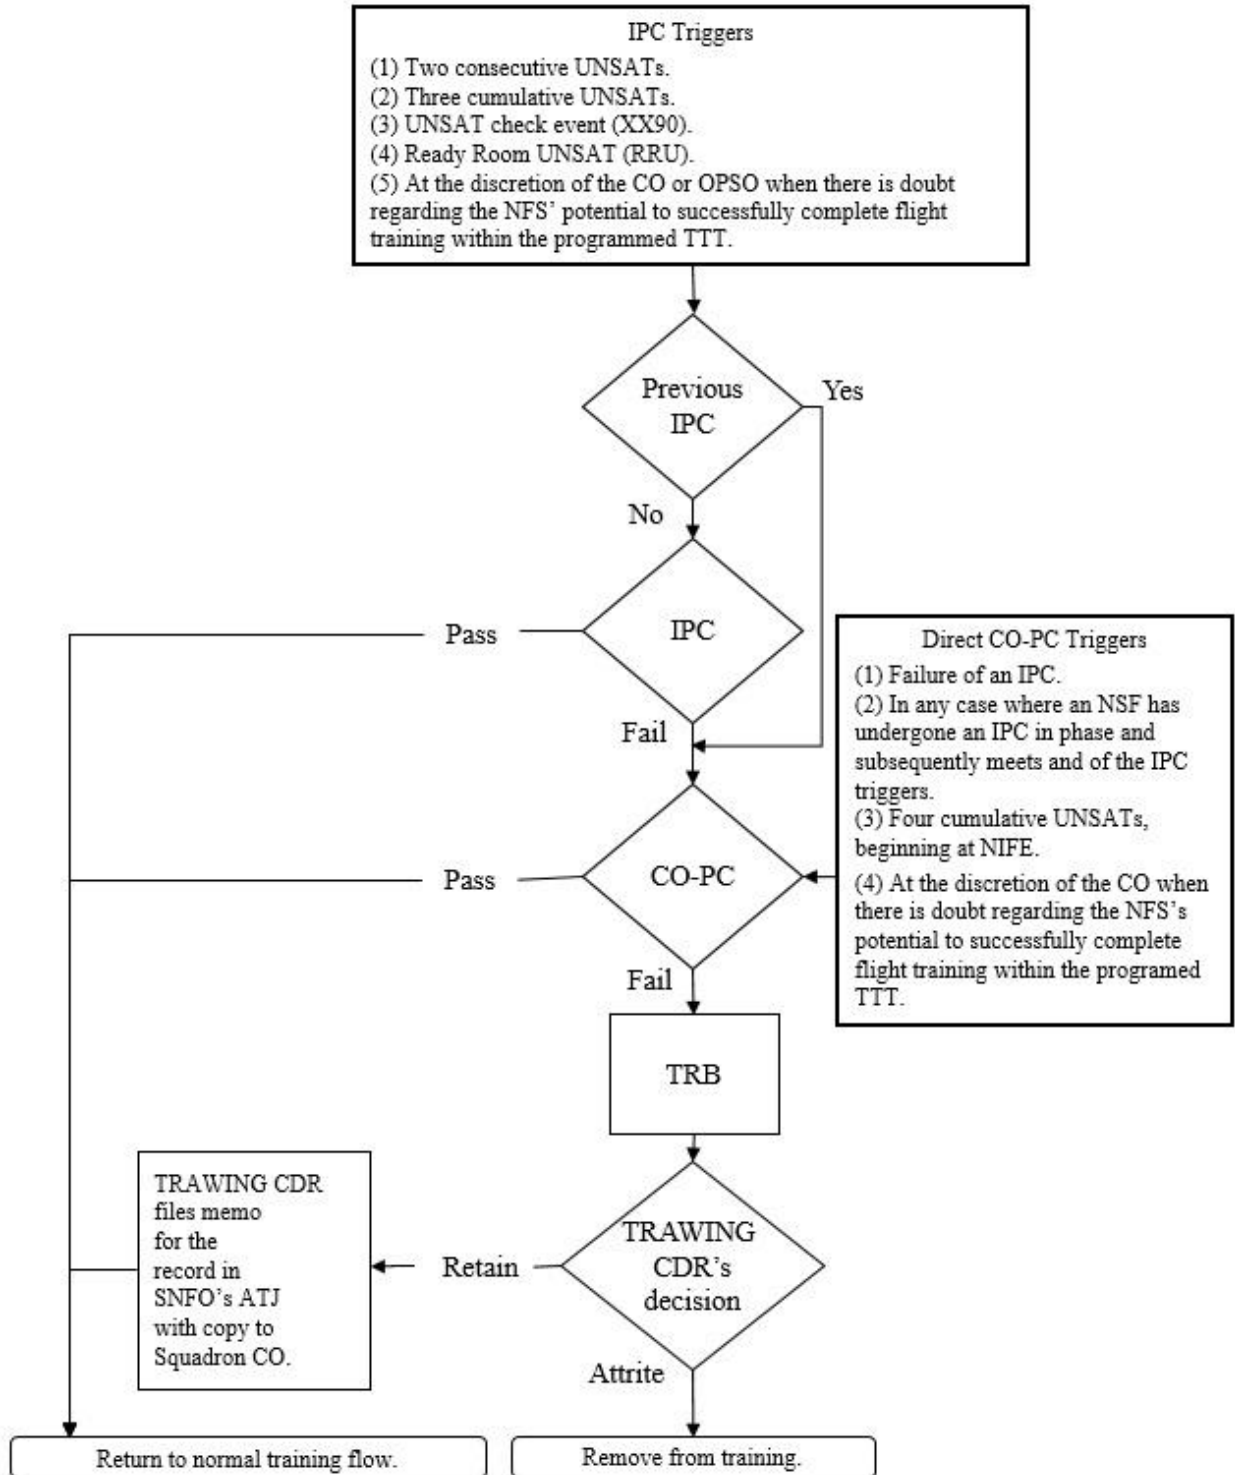 IPC Triggers
(1) Two consecutive UNSATs.
(2) Three cumulative UNSATs.
(3) UNSAT check event (XX90).
(4) Ready Room UNSAT (RRU).
(5) At the discretion of the CO or OPSO when there is doubt
regarding the NFS’ potential to successfully complete flight
training within the programmed TTT.
Previous
IPC
Yes
No
IPC
Pass
Fail
Direct CO-PC Triggers
(1) Failure of an IPC.
(2) In any case where an NSF has
undergone an IPC in phase and
subsequently meets and of the IPC
triggers.
(3) Four cumulative UNSATs,
beginning at NIFE.
(4) At the discretion of the CO when
there is doubt regarding the NFS’s
potential to successfully complete
flight training within the programed
TTT.
CO-PC
Pass
Fail
TRB
TRAWING
CDR’s
decision
Retain
TRAWING CDR
files memo
for the
record in
SNFO’s ATJ
with copy to
Squadron CO.
Attrite
Return to normal training flow.
Remove from training.